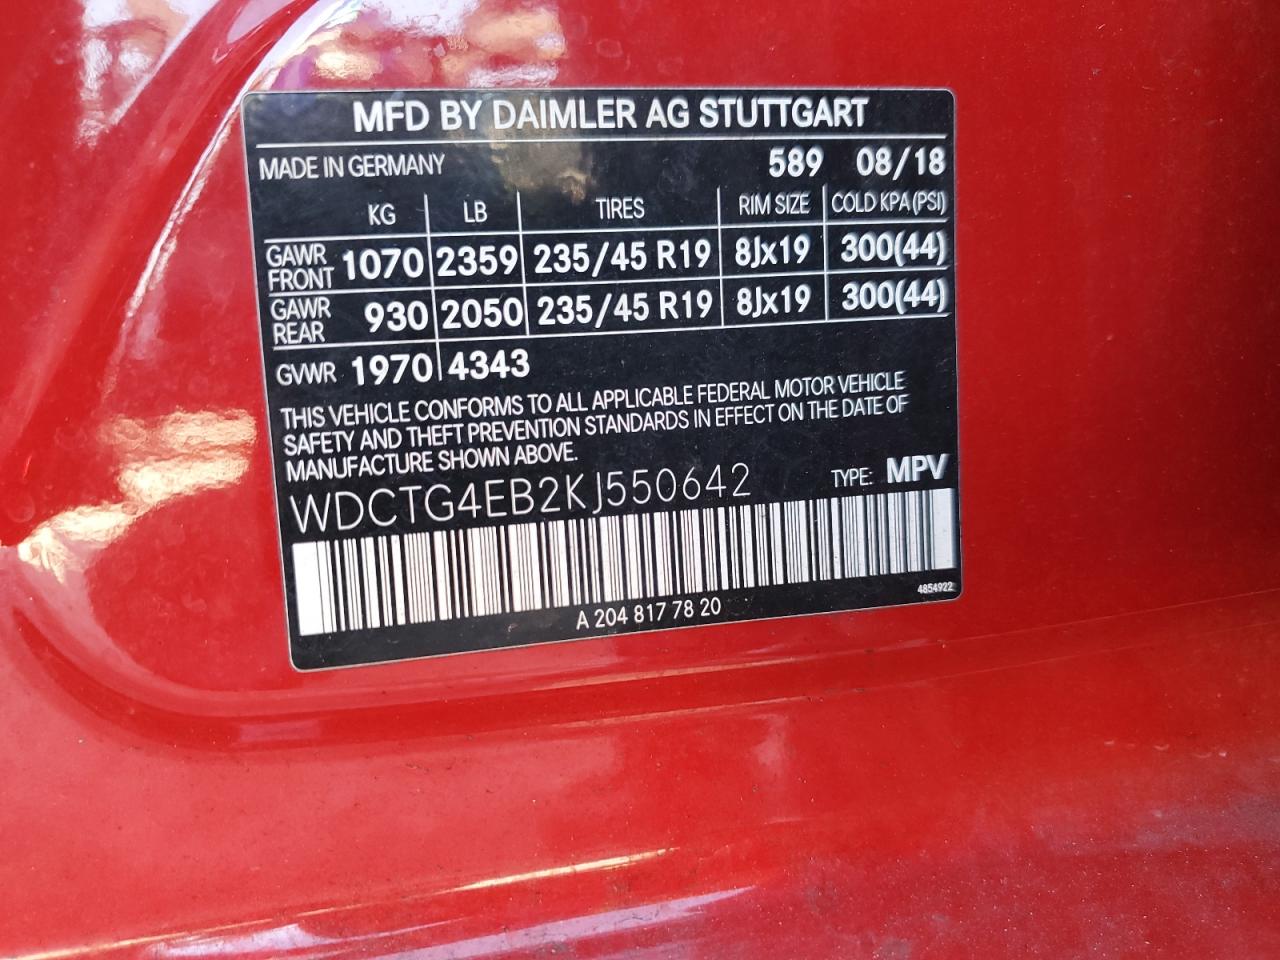 MFD BY DAIMLER AG STUTTGART
MADE IN GERMANY 589 08/18
KG LB TIRES RIM SIZE COLD KPA (PSI)
GAWR FRONT 1070 2359 235/45 R19 8Jx19 300(44)
GAWR REAR 930 2050 235/45 R19 8Jx19 300(44)
GVWR 1970 4343
THIS VEHICLE CONFORMS TO ALL APPLICABLE FEDERAL MOTOR VEHICLE
SAFETY AND THEFT PREVENTION STANDARDS IN EFFECT ON THE DATE OF
MANUFACTURE SHOWN ABOVE.
WDCTG4EB2KJ550642 TYPE: MPV
A 204 817 78 20 4854922